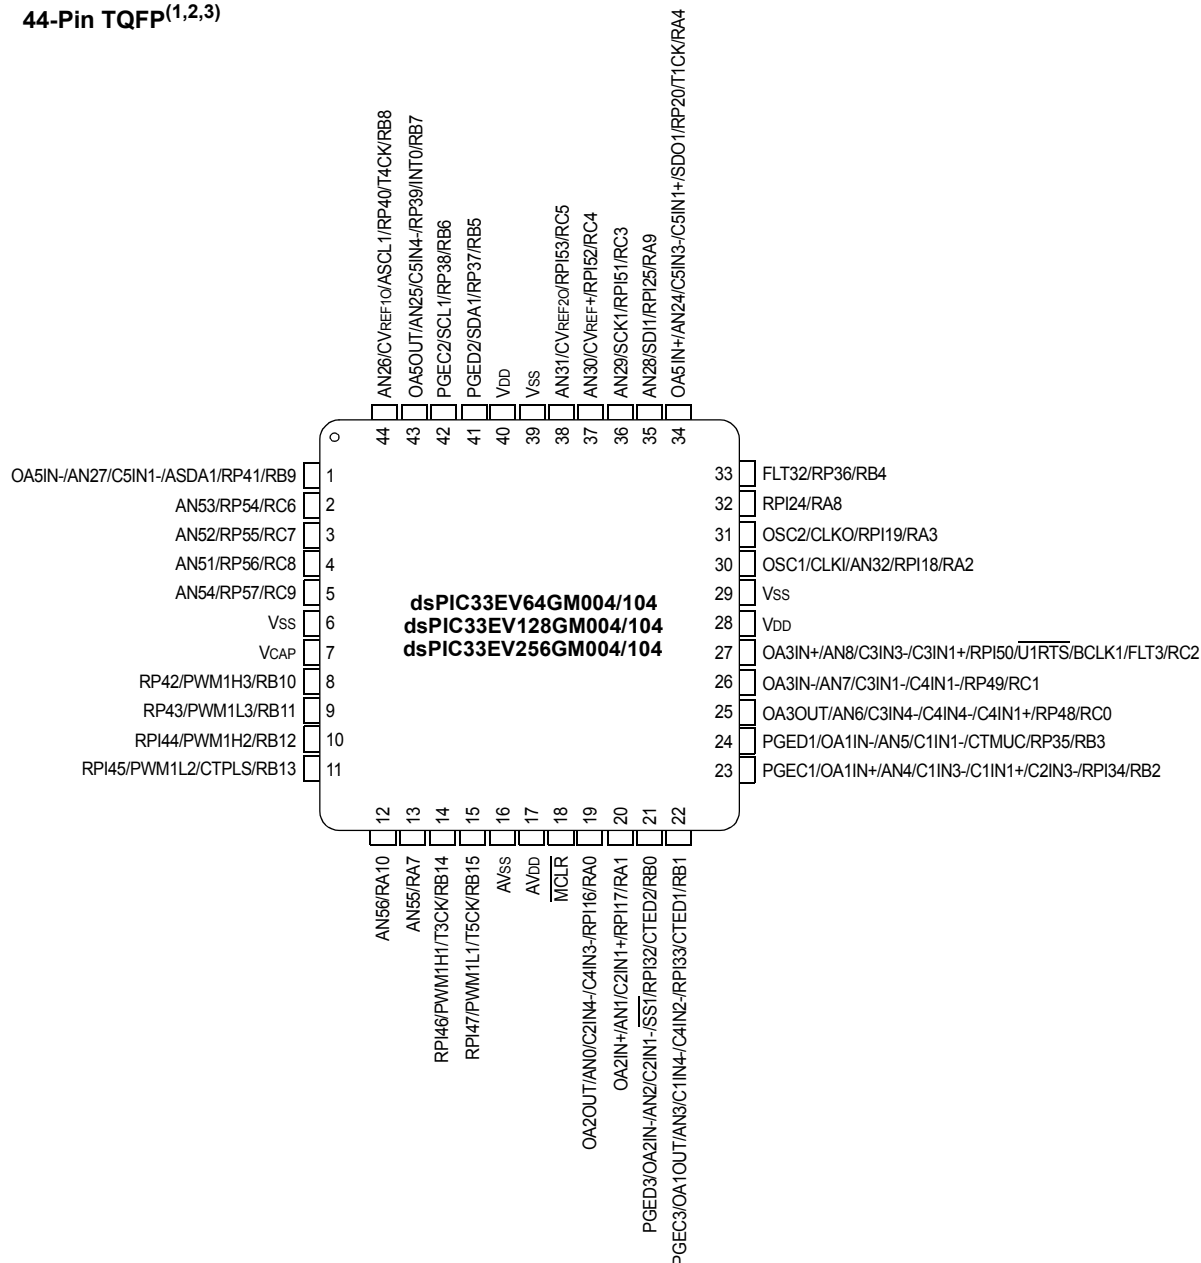 44-Pin TQFP(1,2,3)
AN26/CVREF1O/ASCL1/RP40/T4CK/RB8
OA5OUT/AN25/C5IN4-/RP39/INT0/RB7
PGEC2/SCL1/RP38/RB6
PGED2/SDA1/RP37/RB5
VDD
VSS
AN31/CVREF2O/RPI53/RC5
AN30/CVREF+/RPI52/RC4
AN29/SCK1/RPI51/RC3
AN28/SDI1/RPI25/RA9
OA5IN+/AN24/C5IN3-/C5IN1+/SDO1/RP20/T1CK/RA4
44 43 42 41 40 39 38 37 36 35 34
OA5IN-/AN27/C5IN1-/ASDA1/RP41/RB9 1
AN53/RP54/RC6 2
AN52/RP55/RC7 3
AN51/RP56/RC8 4
AN54/RP57/RC9 5
VSS 6
VCAP 7
RP42/PWM1H3/RB10 8
RP43/PWM1L3/RB11 9
RPI44/PWM1H2/RB12 10
RPI45/PWM1L2/CTPLS/RB13 11
dsPIC33EV64GM004/104
dsPIC33EV128GM004/104
dsPIC33EV256GM004/104
33 FLT32/RP36/RB4
32 RPI24/RA8
31 OSC2/CLKO/RPI19/RA3
30 OSC1/CLKI/AN32/RPI18/RA2
29 VSS
28 VDD
27 OA3IN+/AN8/C3IN3-/C3IN1+/RPI50/U1RTS/BCLK1/FLT3/RC2
26 OA3IN-/AN7/C3IN1-/C4IN1-/RP49/RC1
25 OA3OUT/AN6/C3IN4-/C4IN4-/C4IN1+/RP48/RC0
24 PGED1/OA1IN-/AN5/C1IN1-/CTMUC/RP35/RB3
23 PGEC1/OA1IN+/AN4/C1IN3-/C1IN1+/C2IN3-/RPI34/RB2
12 13 14 15 16 17 18 19 20 21 22
AN56/RA10
AN55/RA7
RPI46/PWM1H1/T3CK/RB14
RPI47/PWM1L1/T5CK/RB15
AVSS
AVDD
MCLR
OA2OUT/AN0/C2IN4-/C4IN3-/RPI16/RA0
OA2IN+/AN1/C2IN1+/RPI17/RA1
PGED3/OA2IN-/AN2/C2IN1-/SS1/RPI32/CTED2/RB0
PGEC3/OA1OUT/AN3/C1IN4-/C4IN2-/RPI33/CTED1/RB1